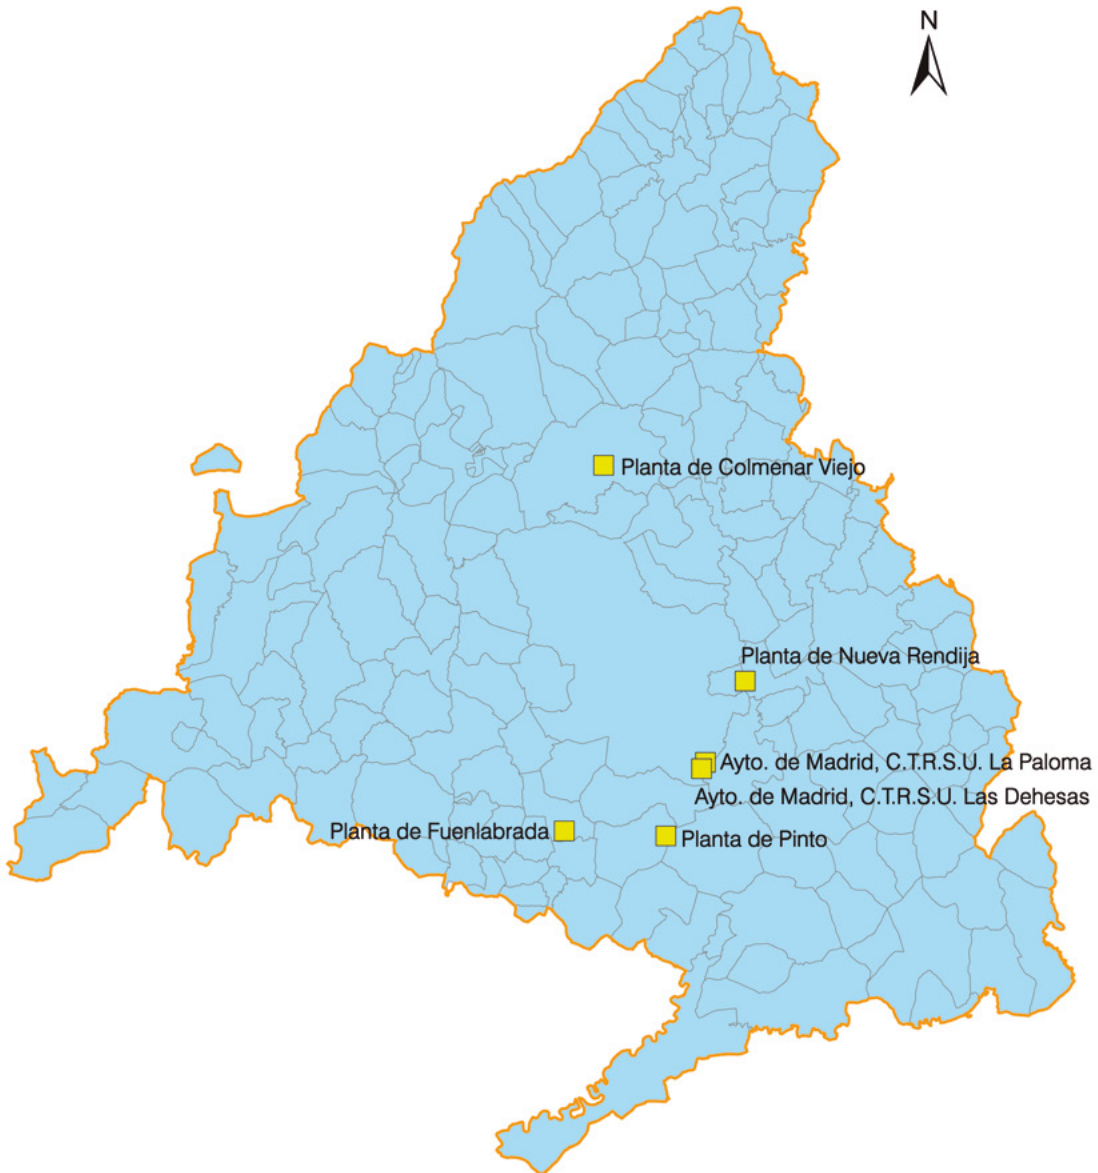 N
Planta de Colmenar Viejo
Planta de Nueva Rendija
Ayto. de Madrid, C.T.R.S.U. La Paloma
Ayto. de Madrid, C.T.R.S.U. Las Dehesas
Planta de Fuenlabrada
Planta de Pinto